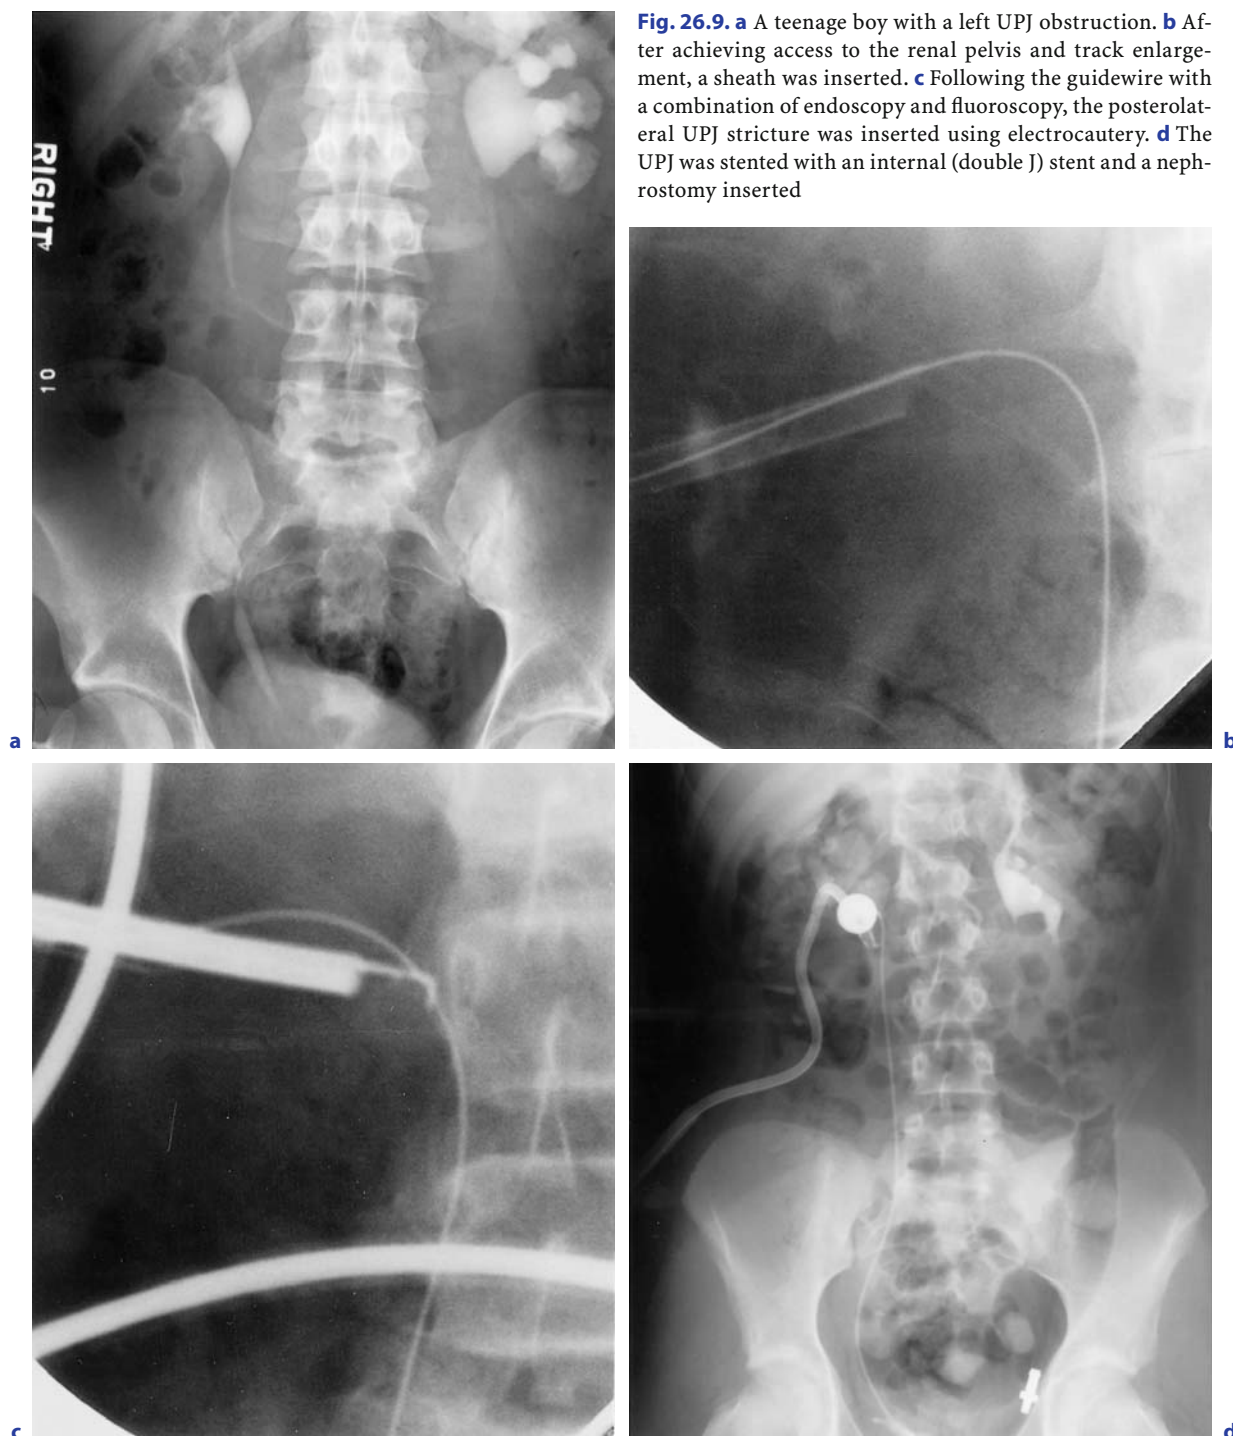 Fig. 26.9. a A teenage boy with a left UPJ obstruction. b Af-
ter achieving access to the renal pelvis and track enlarge-
ment, a sheath was inserted. c Following the guidewire with
a combination of endoscopy and fluoroscopy, the posterolat-
eral UPJ stricture was inserted using electrocautery. d The
UPJ was stented with an internal (double J) stent and a neph-
rostomy inserted
RIGHT
4
10
a
b
c
d